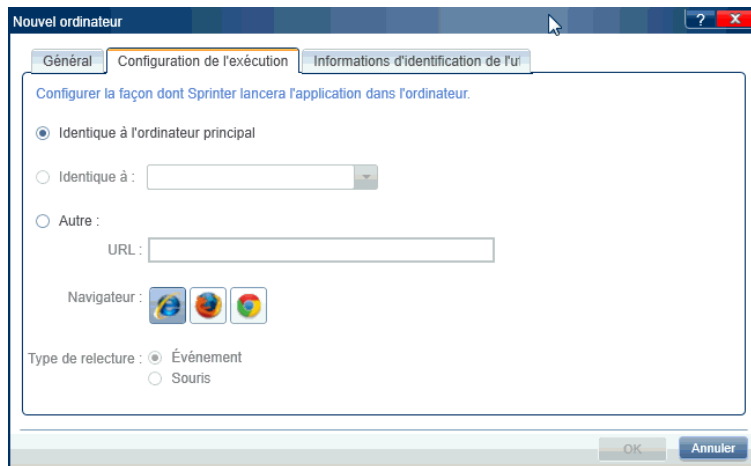 Nouvel ordinateur
?
X
Général
Configuration de l'exécution
Informations d'identification de l'ut
Configurer la façon dont Sprinter lancera l'application dans l'ordinateur.
Identique à l'ordinateur principal
Identique à :
Autre :
URL :
Navigateur :
Type de relecture :
Événement
Souris
OK
Annuler